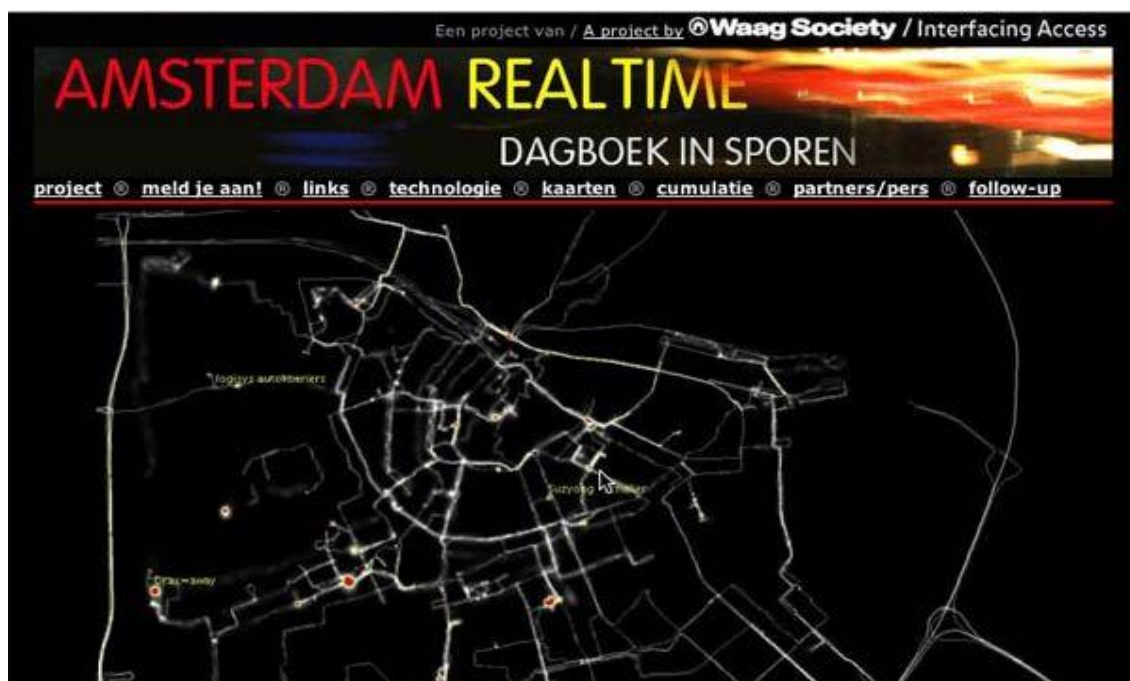 Een project van / A project by Waag Society / Interfacing Access
AMSTERDAM REALTIME
DAGBOEK IN SPOREN
project ® meld je aan! ® links ® technologie ® kaarten ® cumulatie ® partners/pers ® follow-up